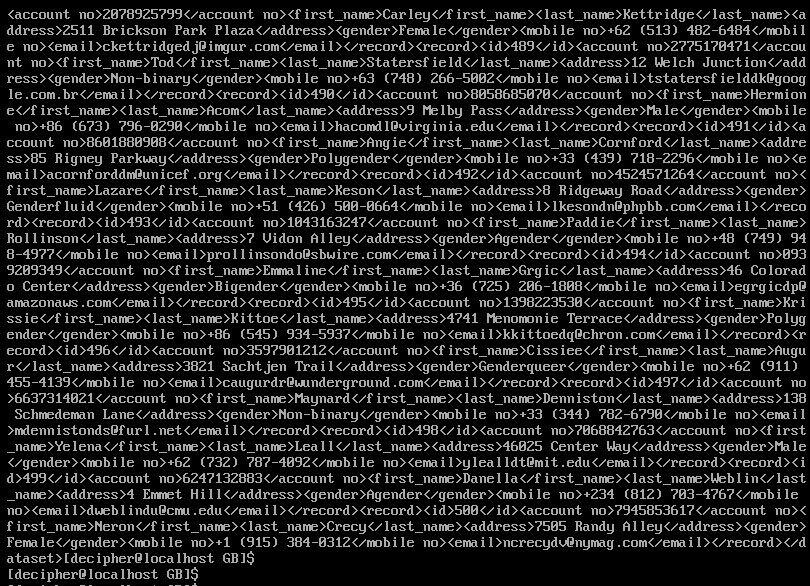 <account no>2078925799</account no><first_name>Carley</first_name><last_name>Kettridge</last_name><a
ddress>2511 Brickson Park Plaza</address><gender>Female</gender><mobile no>+62 (513) 482-6484</mobil
e no><email>ckettridgedj@imgur.com</email></record><record><id>489</id><account no>2775170471</accou
nt no><first_name>Tod</first_name><last_name>Statersfield</last_name><address>12 Welch Junction</add
ress><gender>Non-binary</gender><mobile no>+63 (748) 266-5002</mobile no><email>tstatersfielddk@goog
le.com.br</email></record><record><id>490</id><account no>8058685070</account no><first_name>Hermion
e</first_name><last_name>Acom</last_name><address>9 Melby Pass</address><gender>Male</gender><mobile
 no>+86 (673) 796-0290</mobile no><email>hacomdl@virginia.edu</email></record><record><id>491</id><a
ccount no>8601880908</account no><first_name>Angie</first_name><last_name>Cornford</last_name><addre
ss>85 Rigney Parkway</address><gender>Polygender</gender><mobile no>+33 (439) 718-2296</mobile no><e
mail>acornforddm@unicef.org</email></record><record><id>492</id><account no>4524571264</account no><
first_name>Lazare</first_name><last_name>Keson</last_name><address>8 Ridgeway Road</address><gender>
Genderfluid</gender><mobile no>+51 (426) 500-0664</mobile no><email>lkesondn@phpbb.com</email></reco
rd><record><id>493</id><account no>1043163247</account no><first_name>Paddie</first_name><last_name>
Rollinson</last_name><address>7 Vidon Alley</address><gender>Agender</gender><mobile no>+48 (749) 94
8-4977</mobile no><email>prollinsondo@sbwire.com</email></record><record><id>494</id><account no>093
9209349</account no><first_name>Emmaline</first_name><last_name>Grgic</last_name><address>46 Colorad
o Center</address><gender>Bigender</gender><mobile no>+36 (725) 206-1808</mobile no><email>egrgicdp@
amazonaws.com</email></record><record><id>495</id><account no>1398223530</account no><first_name>Kri
ssie</first_name><last_name>Kittoe</last_name><address>4741 Menomonie Terrace</address><gender>Polyg
ender</gender><mobile no>+86 (545) 934-5937</mobile no><email>kkittoedq@chron.com</email></record><r
ecord><id>496</id><account no>3597901212</account no><first_name>Cissiee</first_name><last_name>Augu
r</last_name><address>3821 Sachtjen Trail</address><gender>Genderqueer</gender><mobile no>+62 (911) 
455-4139</mobile no><email>caugurdr@wunderground.com</email></record><record><id>497</id><account no
>6637314021</account no><first_name>Maynard</first_name><last_name>Denniston</last_name><address>138
 Schmedeman Lane</address><gender>Non-binary</gender><mobile no>+33 (344) 782-6790</mobile no><email
>mdennistonds@furl.net</email></record><record><id>498</id><account no>7068842763</account no><first
_name>Yelena</first_name><last_name>Leall</last_name><address>46025 Center Way</address><gender>Male
</gender><mobile no>+62 (732) 787-4092</mobile no><email>ylealldt@mit.edu</email></record><record><i
d>499</id><account no>6247132883</account no><first_name>Danella</first_name><last_name>Weblin</last
_name><address>4 Emmet Hill</address><gender>Agender</gender><mobile no>+234 (812) 703-4767</mobile 
no><email>dweblindu@cmu.edu</email></record><record><id>500</id><account no>7945853617</account no><
first_name>Neron</first_name><last_name>Crecy</last_name><address>7505 Randy Alley</address><gender>
Female</gender><mobile no>+1 (915) 384-0312</mobile no><email>ncrecydv@nymag.com</email></record></d
ataset>[decipher@localhost GB]$
[decipher@localhost GB]$